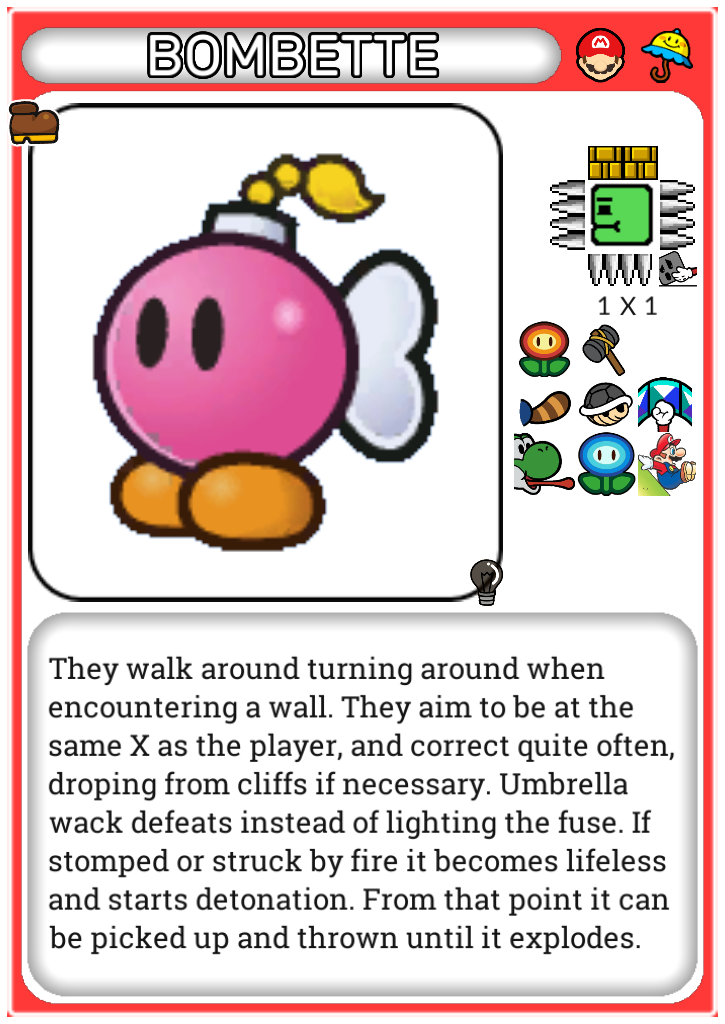 BOMBETTE
M
1 X 1
They walk around turning around when
encountering a wall. They aim to be at the
same X as the player, and correct quite often,
droping from cliffs if necessary. Umbrella
wack defeats instead of lighting the fuse. If
stomped or struck by fire it becomes lifeless
and starts detonation. From that point it can
be picked up and thrown until it explodes.